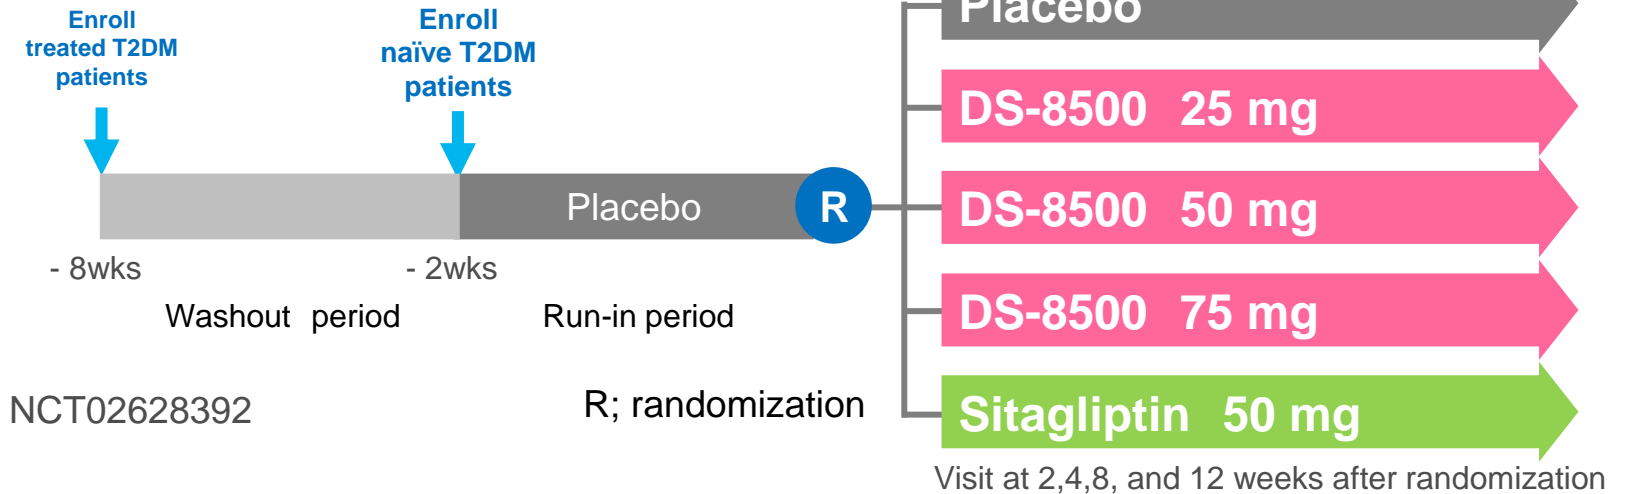 Enroll
treated T2DM
patients
Enroll
naïve T2DM
patients
Placebo
R
- 8wks
- 2wks
Washout period
Run-in period
NCT02628392
R; randomization
Placebo
DS-8500 25 mg
DS-8500 50 mg
DS-8500 75 mg
Sitagliptin 50 mg
Visit at 2,4,8, and 12 weeks after randomization